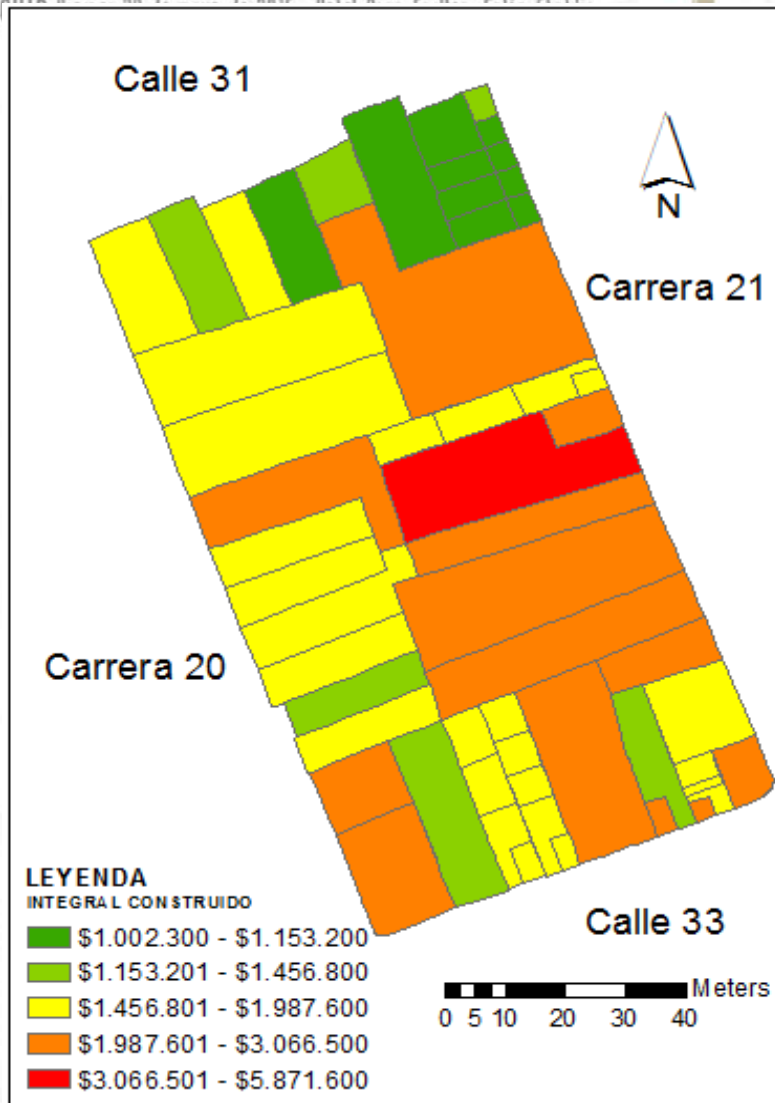 Calle 31
N
Carrera 21
Carrera 20
Calle 33
LEYENDA
INTEGRAL CONSTRUIDO
$1.002.300 - $1.153.200
$1.153.201 - $1.456.800
$1.456.801 - $1.987.600
$1.987.601 - $3.066.500
$3.066.501 - $5.871.600
Meters
0 5 10 20 30 40